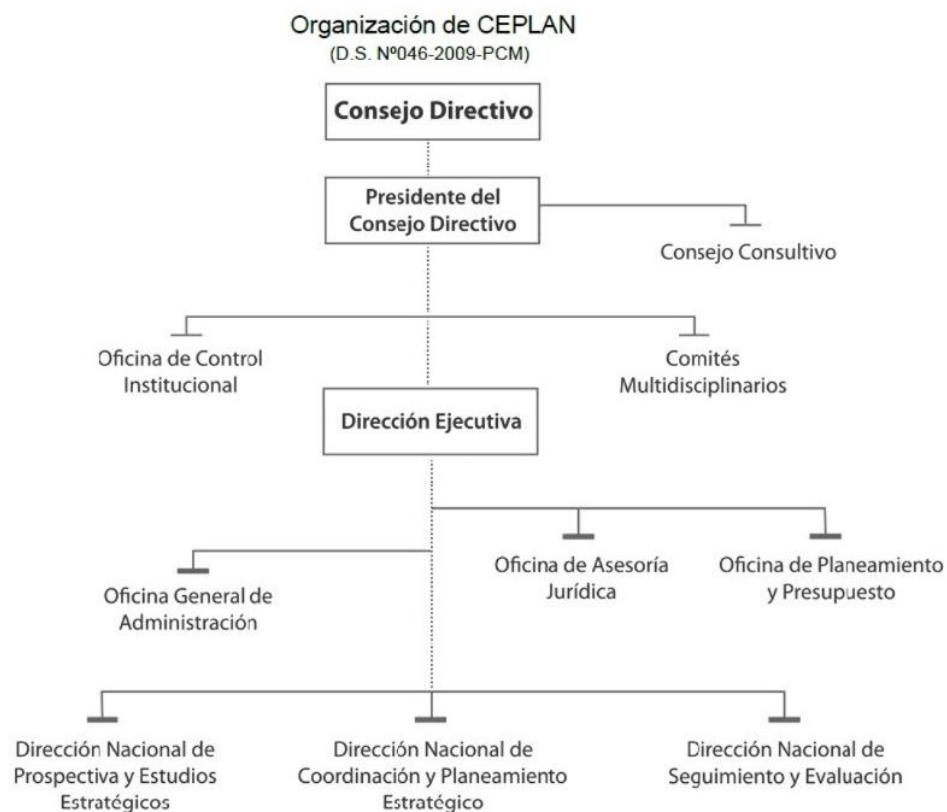 Organización de CEPLAN
(D.S. Nº046-2009-PCM)
Consejo Directivo
Presidente del
Consejo Directivo
Consejo Consultivo
Oficina de Control
Institucional
Comités
Multidisciplinarios
Dirección Ejecutiva
Oficina General de
Administración
Oficina de Asesoría
Jurídica
Oficina de Planeamiento
y Presupuesto
Dirección Nacional de
Prospectiva y Estudios
Estratégicos
Dirección Nacional de
Coordinación y Planeamiento
Estratégico
Dirección Nacional de
Seguimiento y Evaluación